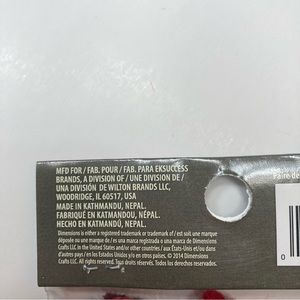 MFD FOR / FAB. POUR / FAB. PARA EKSUCCESS
BRANDS, A DIVISION OF / UNE DIVISION DE /
UNA DIVISIÓN DE WILTON BRANDS LLC,
WOODRIDGE, IL 60517, USA
MADE IN KATMANDU, NEPAL.
FABRIQUÉ EN KATMANDOU, NÉPAL.
HECHO EN KATMANDÚ, NEPAL.
Dimensions is either a registered trademark or trademark of / est soit une marque
déposée ou une marque de / es una marca registrada o una marca de Dimensions
Crafts LLC. in the United States and/or other countries / aux États-Unis et/ou dans
d'autres pays / en los Estados Unidos y/o en otros países. © 2014 Dimensions
Crafts LLC. All rights reserved. Tous droits réservés. Todos los derechos reservados.
Paire de